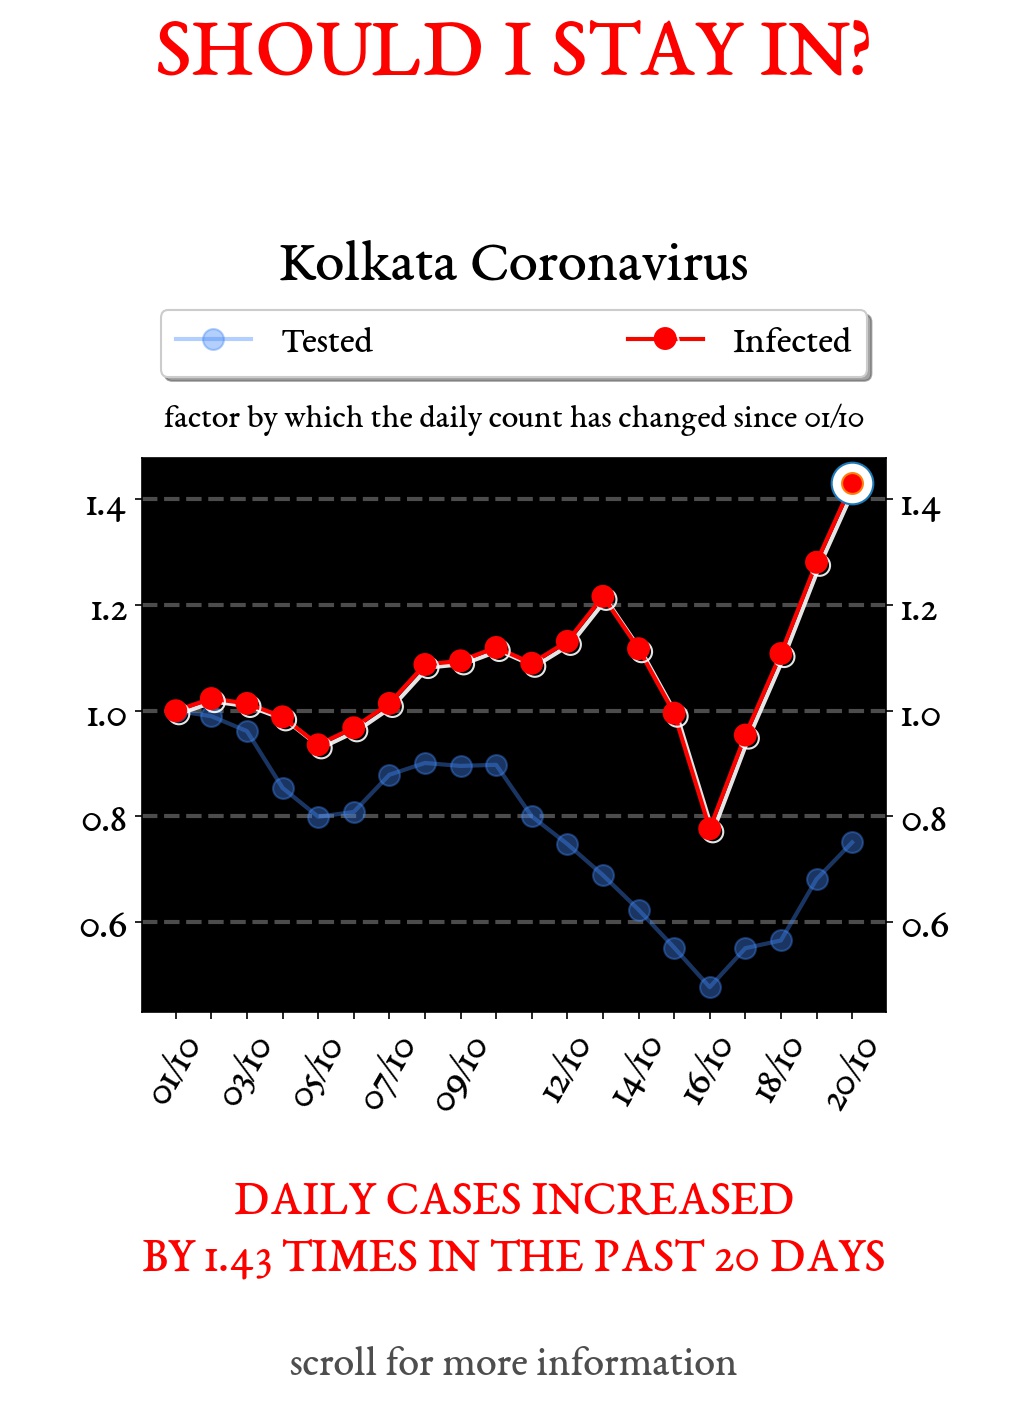 SHOULD I STAY IN?
Kolkata Coronavirus
Tested Infected
factor by which the daily count has changed since 01/10
1.4 1.4
1.2 1.2
1.0 1.0
0.8 0.8
0.6 0.6
01/10 03/10 05/10 07/10 09/10 12/10 14/10 16/10 18/10 20/10
DAILY CASES INCREASED
BY 1.43 TIMES IN THE PAST 20 DAYS
scroll for more information